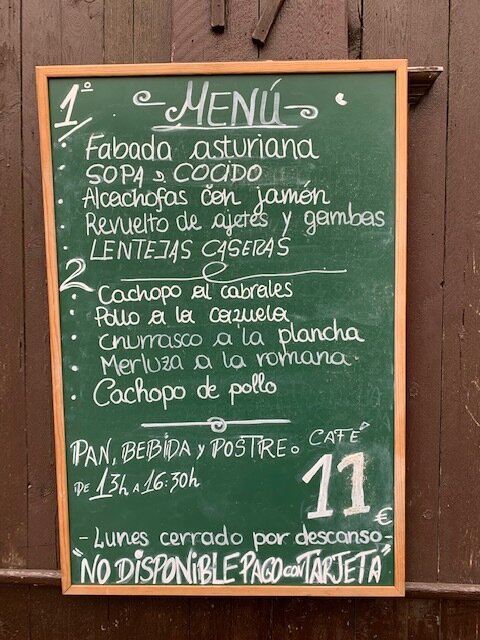 MENÚ
1º
Fabada asturiana
SOPA o COCIDO
Alcachofas con jamón
Revuelto de ajetes y gambas
LENTEJAS CASERAS
2
Cachopo al cabrales
Pollo a la cazuela
churrasco a la plancha
Merluza a la romana
Cachopo de pollo
PAN, BEBIDA y POSTRE o CAFÉ
DE 13h A 16:30h
11€
-Lunes cerrado por descanso-
"NO DISPONIBLE PAGO con TARJETA"